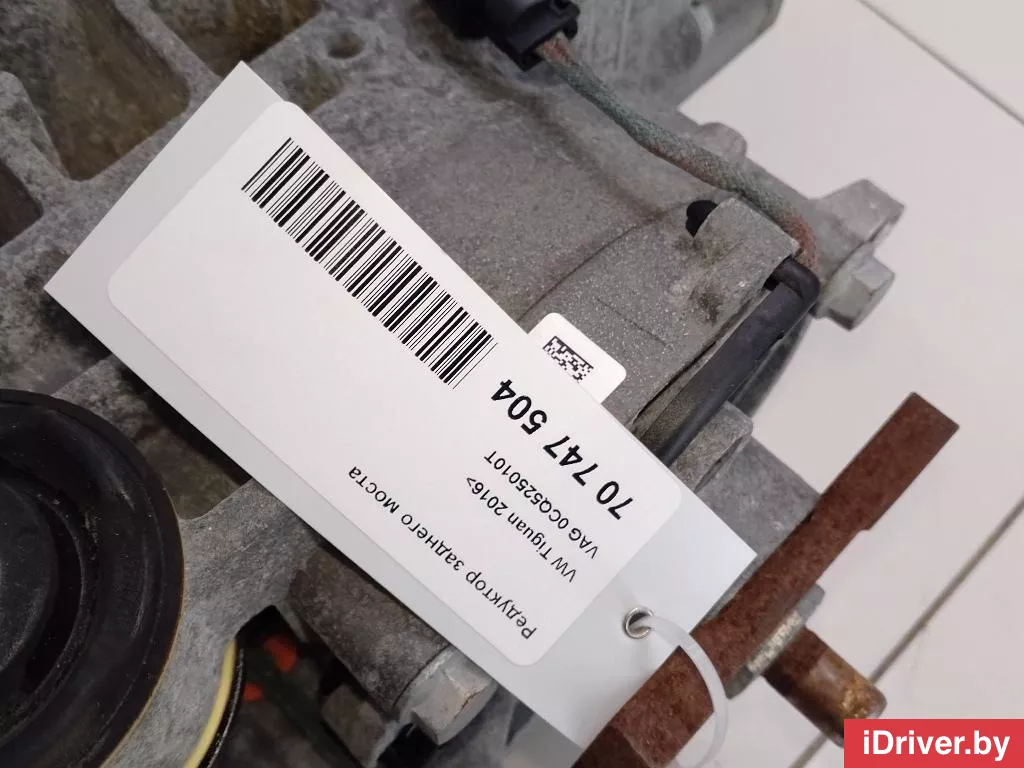 70 747 504
VAG 0CQ525010T
VW Tiguan 2016>
Редуктор заднего моста
iDriver.by